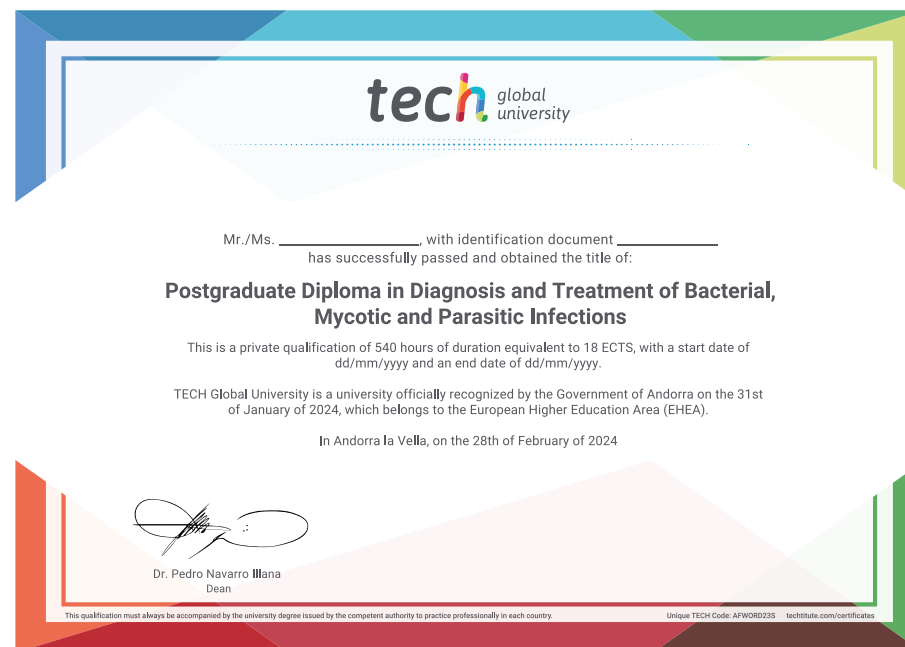 tech global university
Mr./Ms. ____________________, with identification document ______________
has successfully passed and obtained the title of:
Postgraduate Diploma in Diagnosis and Treatment of Bacterial,
Mycotic and Parasitic Infections
This is a private qualification of 540 hours of duration equivalent to 18 ECTS, with a start date of
dd/mm/yyyy and an end date of dd/mm/yyyy.
TECH Global University is a university officially recognized by the Government of Andorra on the 31st
of January of 2024, which belongs to the European Higher Education Area (EHEA).
In Andorra la Vella, on the 28th of February of 2024
Dr. Pedro Navarro Illana
Dean
This qualification must always be accompanied by the university degree issued by the competent authority to practice professionally in each country.
Unique TECH Code: AFWORD23S techtitute.com/certificates